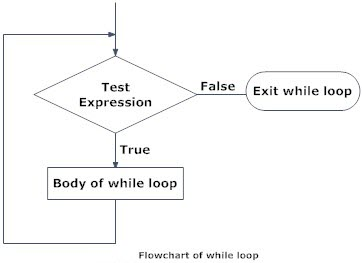 Test
Expression
False
Exit while loop
True
Body of while loop
Flowchart of while loop